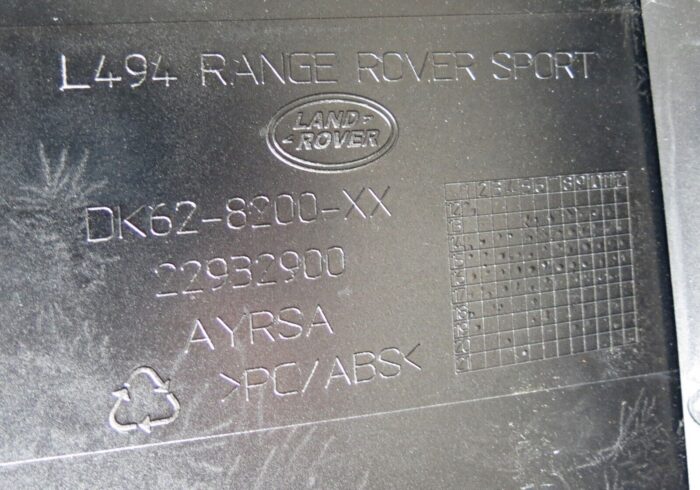 L494 RANGE ROVER SPORT
LAND-
-ROVER
DK62-8200-XX
22932900
AYRSA
>PC/ABS<